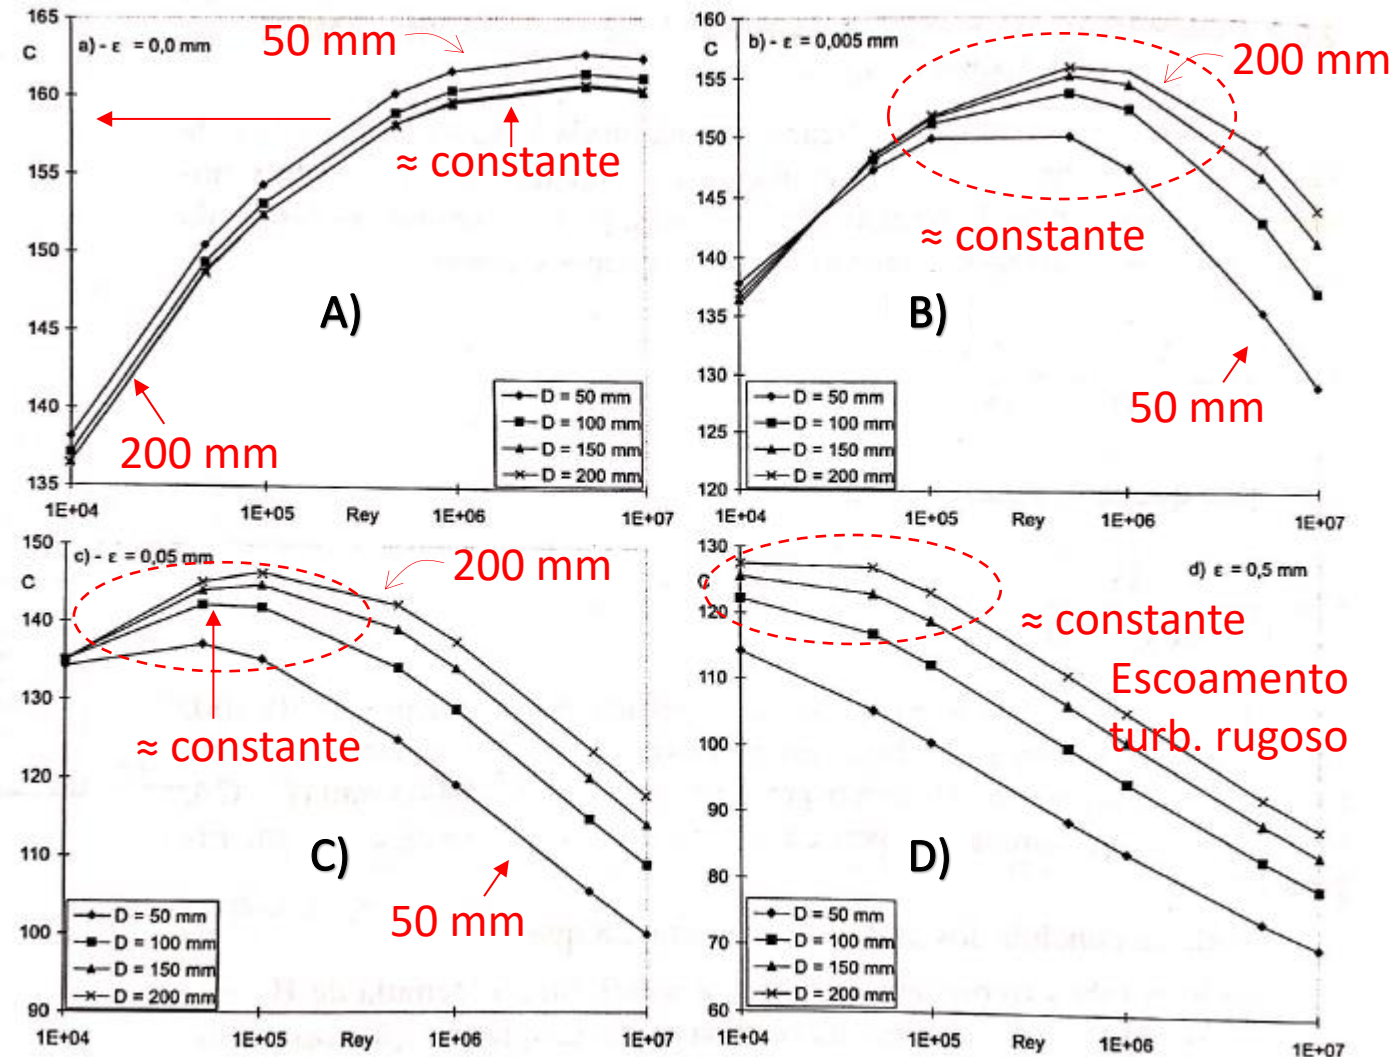 165
160
155
150
145
140
135
C
a) - ε = 0,0 mm
50 mm
≈ constante
A)
200 mm
D = 50 mm
D = 100 mm
D = 150 mm
D = 200 mm
1E+04
1E+05
Rey
1E+06
1E+07
160
155
150
145
140
135
130
125
120
C
b) - ε = 0,005 mm
200 mm
≈ constante
B)
50 mm
D = 50 mm
D = 100 mm
D = 150 mm
D = 200 mm
1E+04
1E+05
Rey
1E+06
1E+07
150
140
130
120
110
100
90
C
c) - ε = 0,05 mm
200 mm
≈ constante
C)
50 mm
D = 50 mm
D = 100 mm
D = 150 mm
D = 200 mm
1E+04
1E+05
Rey
1E+06
1E+07
130
120
110
100
90
80
70
60
C
d) ε = 0,5 mm
≈ constante
Escoamento
turb. rugoso
D)
D = 50 mm
D = 100 mm
D = 150 mm
D = 200 mm
1E+04
1E+05
Rey
1E+06
1E+07